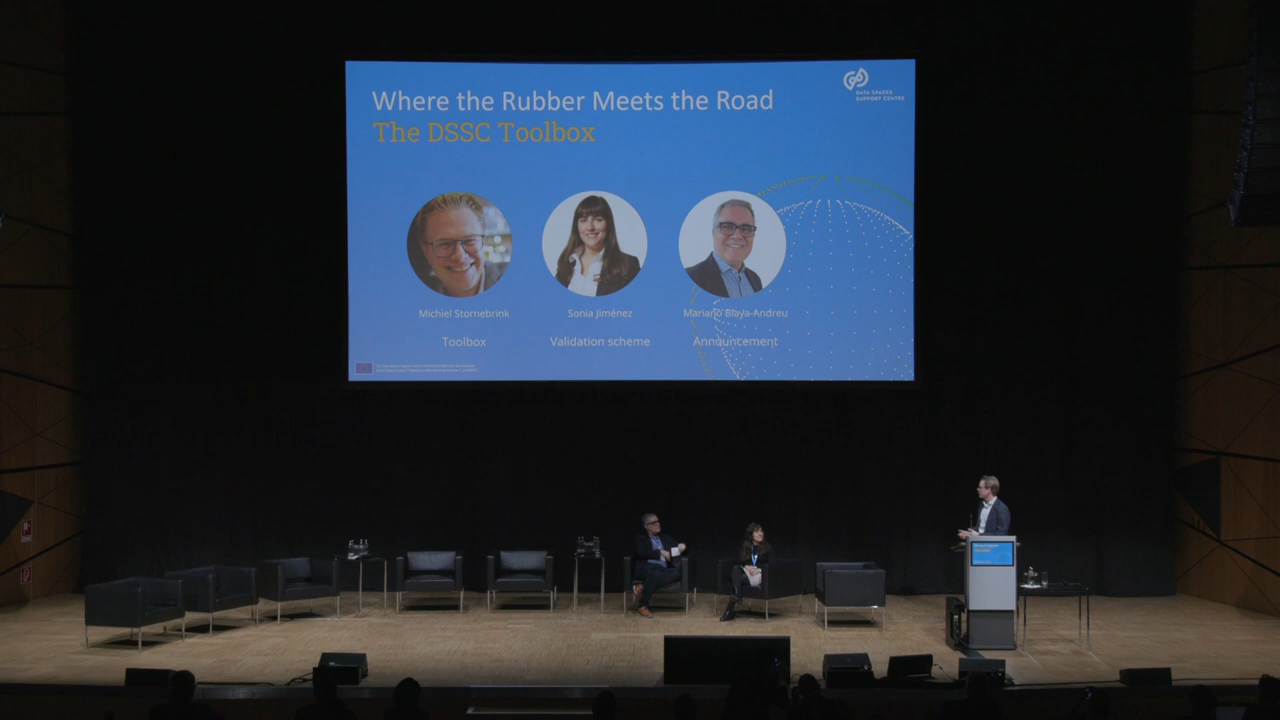 Where the Rubber Meets the Road
DATA SPACES
SUPPORT CENTRE
The DSSC Toolbox
Michiel Stornebrink
Sonia Jiménez
Mariano Blaya-Andreu
Toolbox
Validation scheme
Announcement